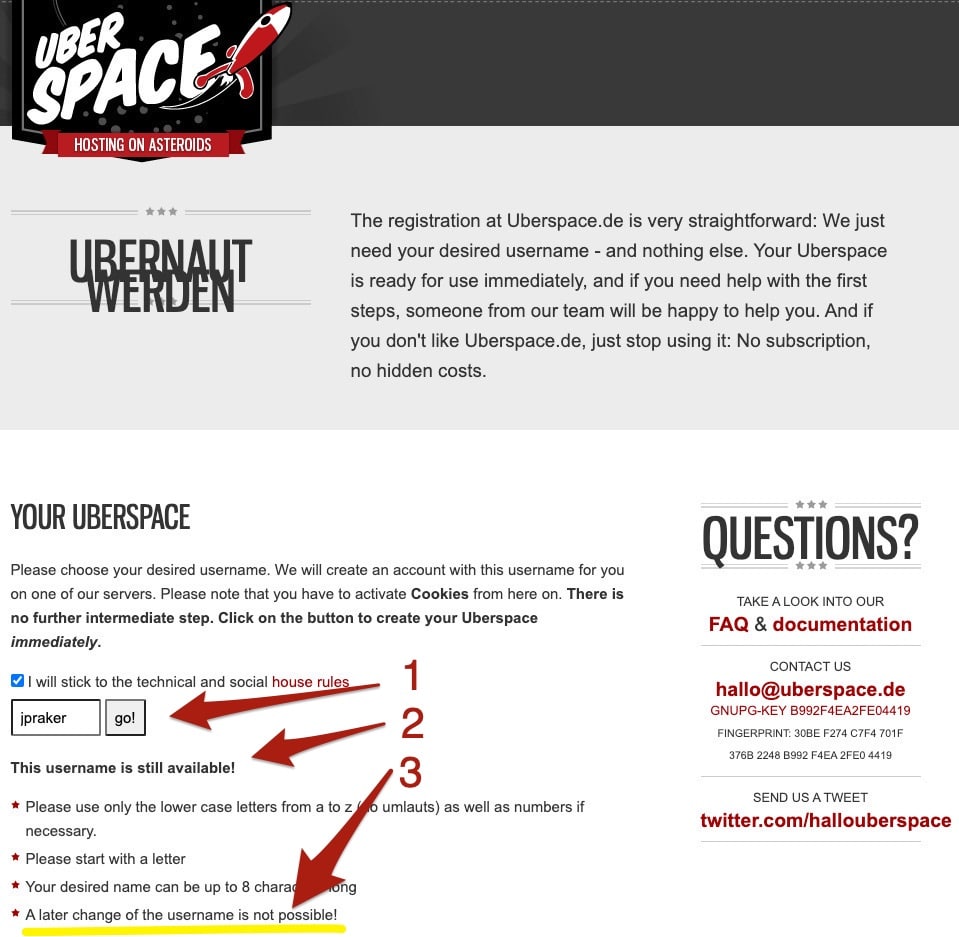 UBER
SPACE
HOSTING ON ASTEROIDS
UBERNAUT
WERDEN
The registration at Uberspace.de is very straightforward: We just
need your desired username - and nothing else. Your Uberspace
is ready for use immediately, and if you need help with the first
steps, someone from our team will be happy to help you. And if
you don't like Uberspace.de, just stop using it: No subscription,
no hidden costs.
YOUR UBERSPACE
Please choose your desired username. We will create an account with this username for you
on one of our servers. Please note that you have to activate Cookies from here on. There is
no further intermediate step. Click on the button to create your Uberspace
immediately.
I will stick to the technical and social house rules
1
jpraker go!
2
This username is still available!
3
Please use only the lower case letters from a to z (no umlauts) as well as numbers if
necessary.
Please start with a letter
Your desired name can be up to 8 characters long
A later change of the username is not possible!
QUESTIONS?
TAKE A LOOK INTO OUR
FAQ & documentation
CONTACT US
hallo@uberspace.de
GNUPG-KEY B992F4EA2FE04419
FINGERPRINT: 30BE F274 C7F4 701F
376B 2248 B992 F4EA 2FE0 4419
SEND US A TWEET
twitter.com/hallouberspace